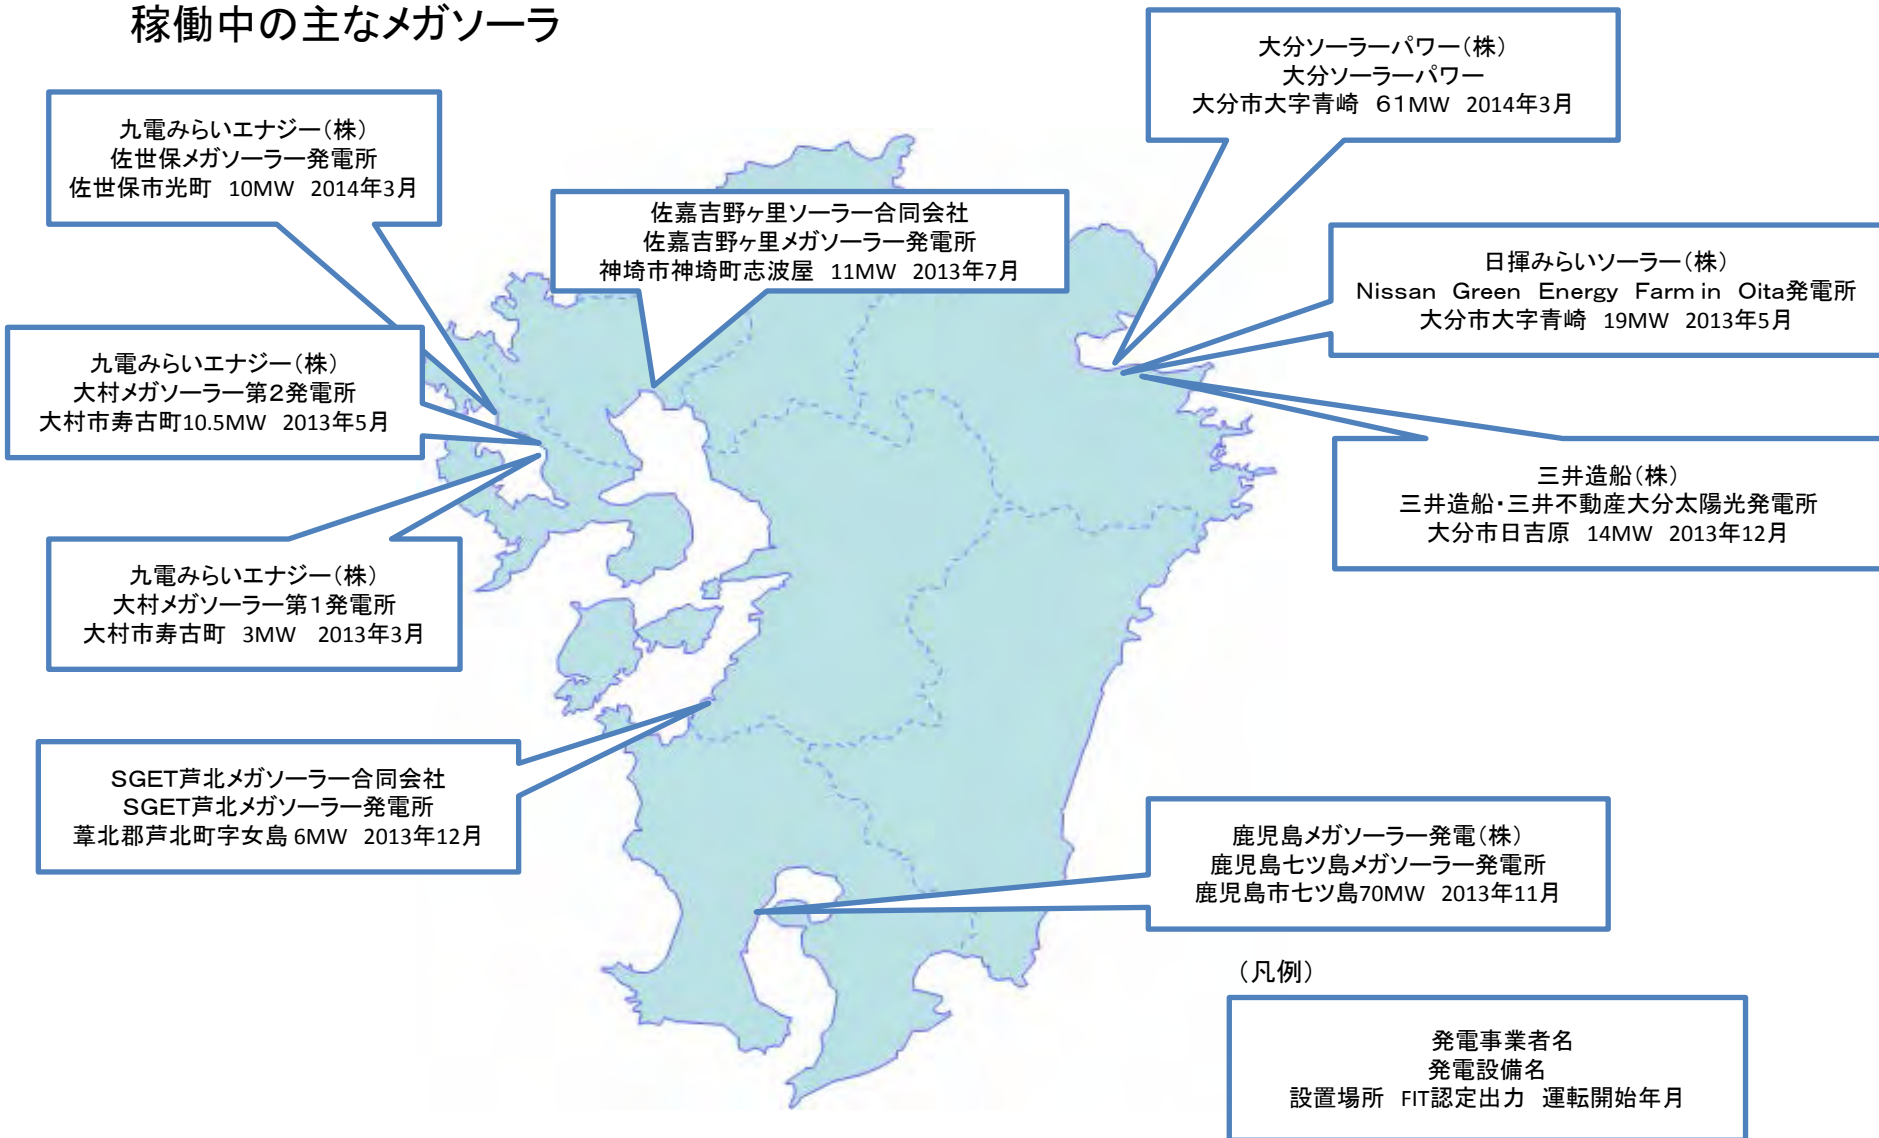 稼働中の主なメガソーラ
大分ソーラーパワー（株）
大分ソーラーパワー
大分市大字青崎 61MW 2014年3月
九電みらいエナジー（株）
佐世保メガソーラー発電所
佐世保市光町 10MW 2014年3月
佐嘉吉野ヶ里ソーラー合同会社
佐嘉吉野ヶ里メガソーラー発電所
神埼市神埼町志波屋 11MW 2013年7月
日揮みらいソーラー（株）
Nissan Green Energy Farm in Oita発電所
大分市大字青崎 19MW 2013年5月
九電みらいエナジー（株）
大村メガソーラー第2発電所
大村市寿古町10.5MW 2013年5月
三井造船（株）
三井造船・三井不動産大分太陽光発電所
大分市日吉原 14MW 2013年12月
九電みらいエナジー（株）
大村メガソーラー第1発電所
大村市寿古町 3MW 2013年3月
SGET芦北メガソーラー合同会社
SGET芦北メガソーラー発電所
葦北郡芦北町字女島 6MW 2013年12月
鹿児島メガソーラー発電（株）
鹿児島七ツ島メガソーラー発電所
鹿児島市七ツ島70MW 2013年11月
（凡例）
発電事業者名
発電設備名
設置場所 FIT認定出力 運転開始年月